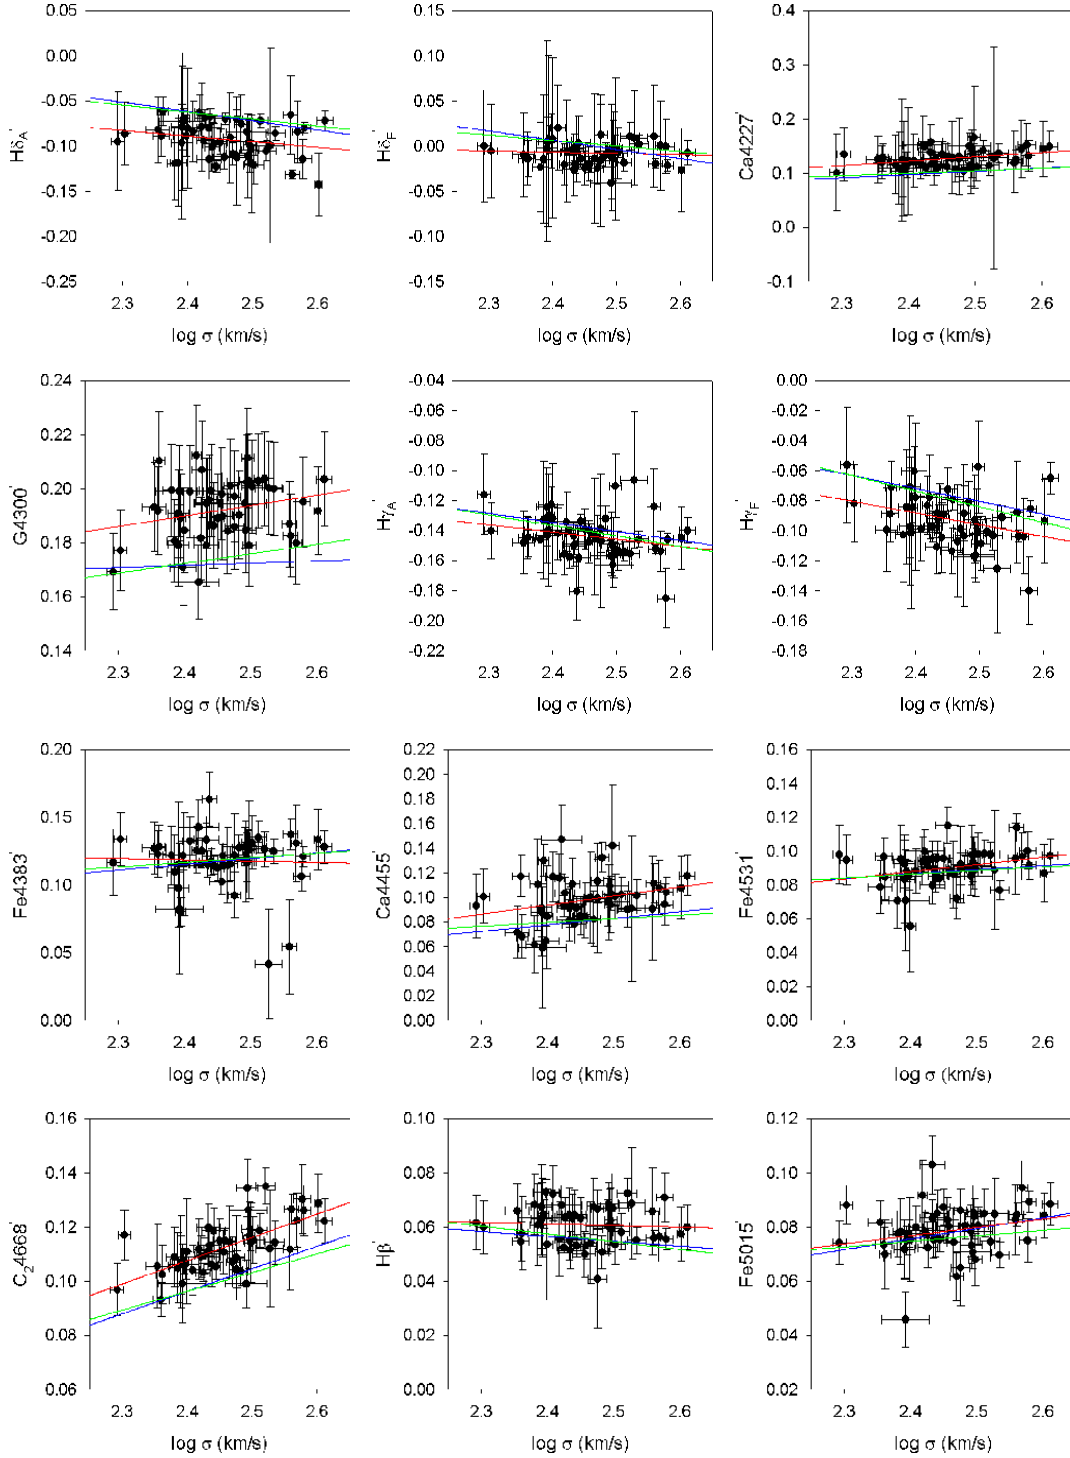 0.05
0.00
-0.05
-0.10
-0.15
-0.20
-0.25
Hδ_A'
2.3 2.4 2.5 2.6
log σ (km/s)
0.15
0.10
0.05
0.00
-0.05
-0.10
-0.15
Hδ_F'
2.3 2.4 2.5 2.6
log σ (km/s)
0.4
0.3
0.2
0.1
0.0
-0.1
Ca4227'
2.3 2.4 2.5 2.6
log σ (km/s)
0.24
0.22
0.20
0.18
0.16
0.14
G4300'
2.3 2.4 2.5 2.6
log σ (km/s)
-0.04
-0.06
-0.08
-0.10
-0.12
-0.14
-0.16
-0.18
-0.20
-0.22
Hγ_A'
2.3 2.4 2.5 2.6
log σ (km/s)
0.00
-0.02
-0.04
-0.06
-0.08
-0.10
-0.12
-0.14
-0.16
-0.18
Hγ_F'
2.3 2.4 2.5 2.6
log σ (km/s)
0.20
0.15
0.10
0.05
0.00
Fe4383'
2.3 2.4 2.5 2.6
log σ (km/s)
0.22
0.20
0.18
0.16
0.14
0.12
0.10
0.08
0.06
0.04
0.02
0.00
Ca4455'
2.3 2.4 2.5 2.6
log σ (km/s)
0.16
0.14
0.12
0.10
0.08
0.06
0.04
0.02
0.00
Fe4531'
2.3 2.4 2.5 2.6
log σ (km/s)
0.16
0.14
0.12
0.10
0.08
0.06
C₂4668'
2.3 2.4 2.5 2.6
log σ (km/s)
0.10
0.08
0.06
0.04
0.02
0.00
Hβ'
2.3 2.4 2.5 2.6
log σ (km/s)
0.12
0.10
0.08
0.06
0.04
0.02
Fe5015'
2.3 2.4 2.5 2.6
log σ (km/s)